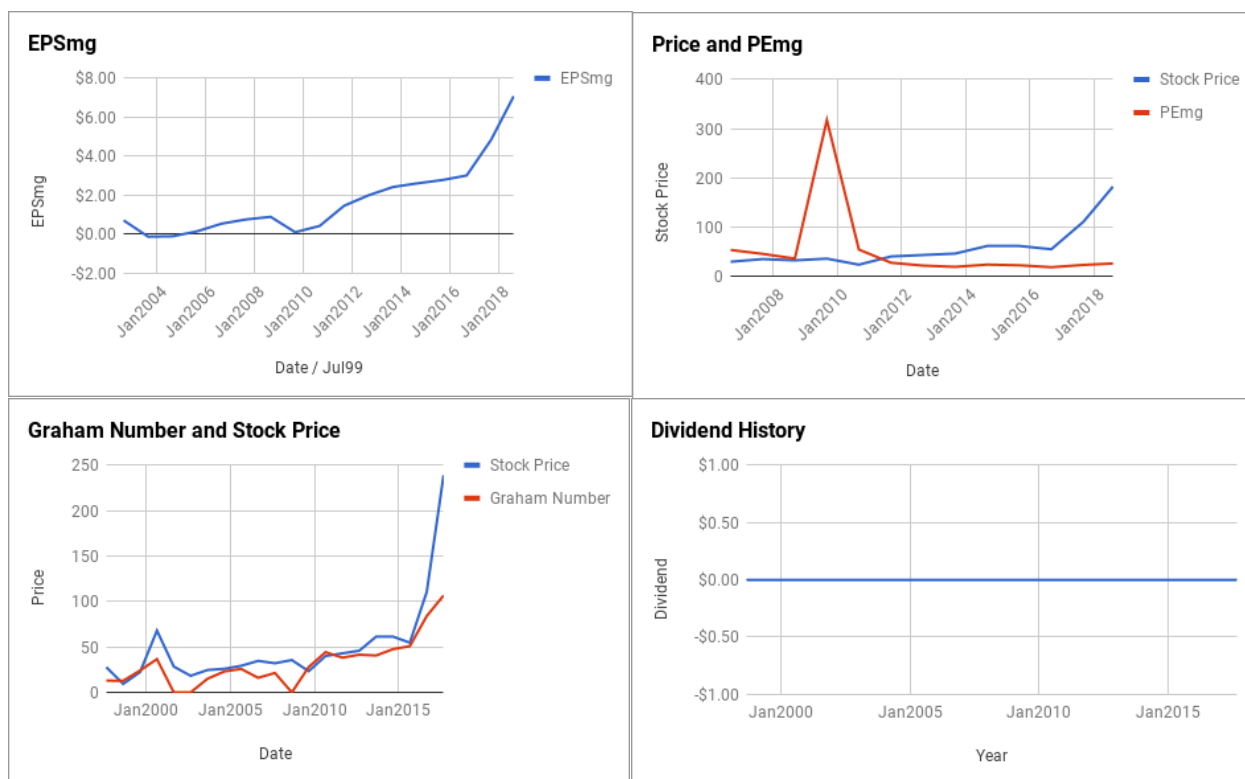 EPSmg
$8.00
$6.00
$4.00
$2.00
$0.00
-$2.00
EPSmg
Jan2004
Jan2006
Jan2008
Jan2010
Jan2012
Jan2014
Jan2016
Jan2018
Date / Jul99
EPSmg
Price and PEmg
400
300
200
100
0
Stock Price
Jan2008
Jan2010
Jan2012
Jan2014
Jan2016
Jan2018
Date
Stock Price
PEmg
Graham Number and Stock Price
250
200
150
100
50
0
Price
Jan2000
Jan2005
Jan2010
Jan2015
Date
Stock Price
Graham Number
Dividend History
$1.00
$0.50
$0.00
-$0.50
-$1.00
Dividend
Jan2000
Jan2005
Jan2010
Jan2015
Year